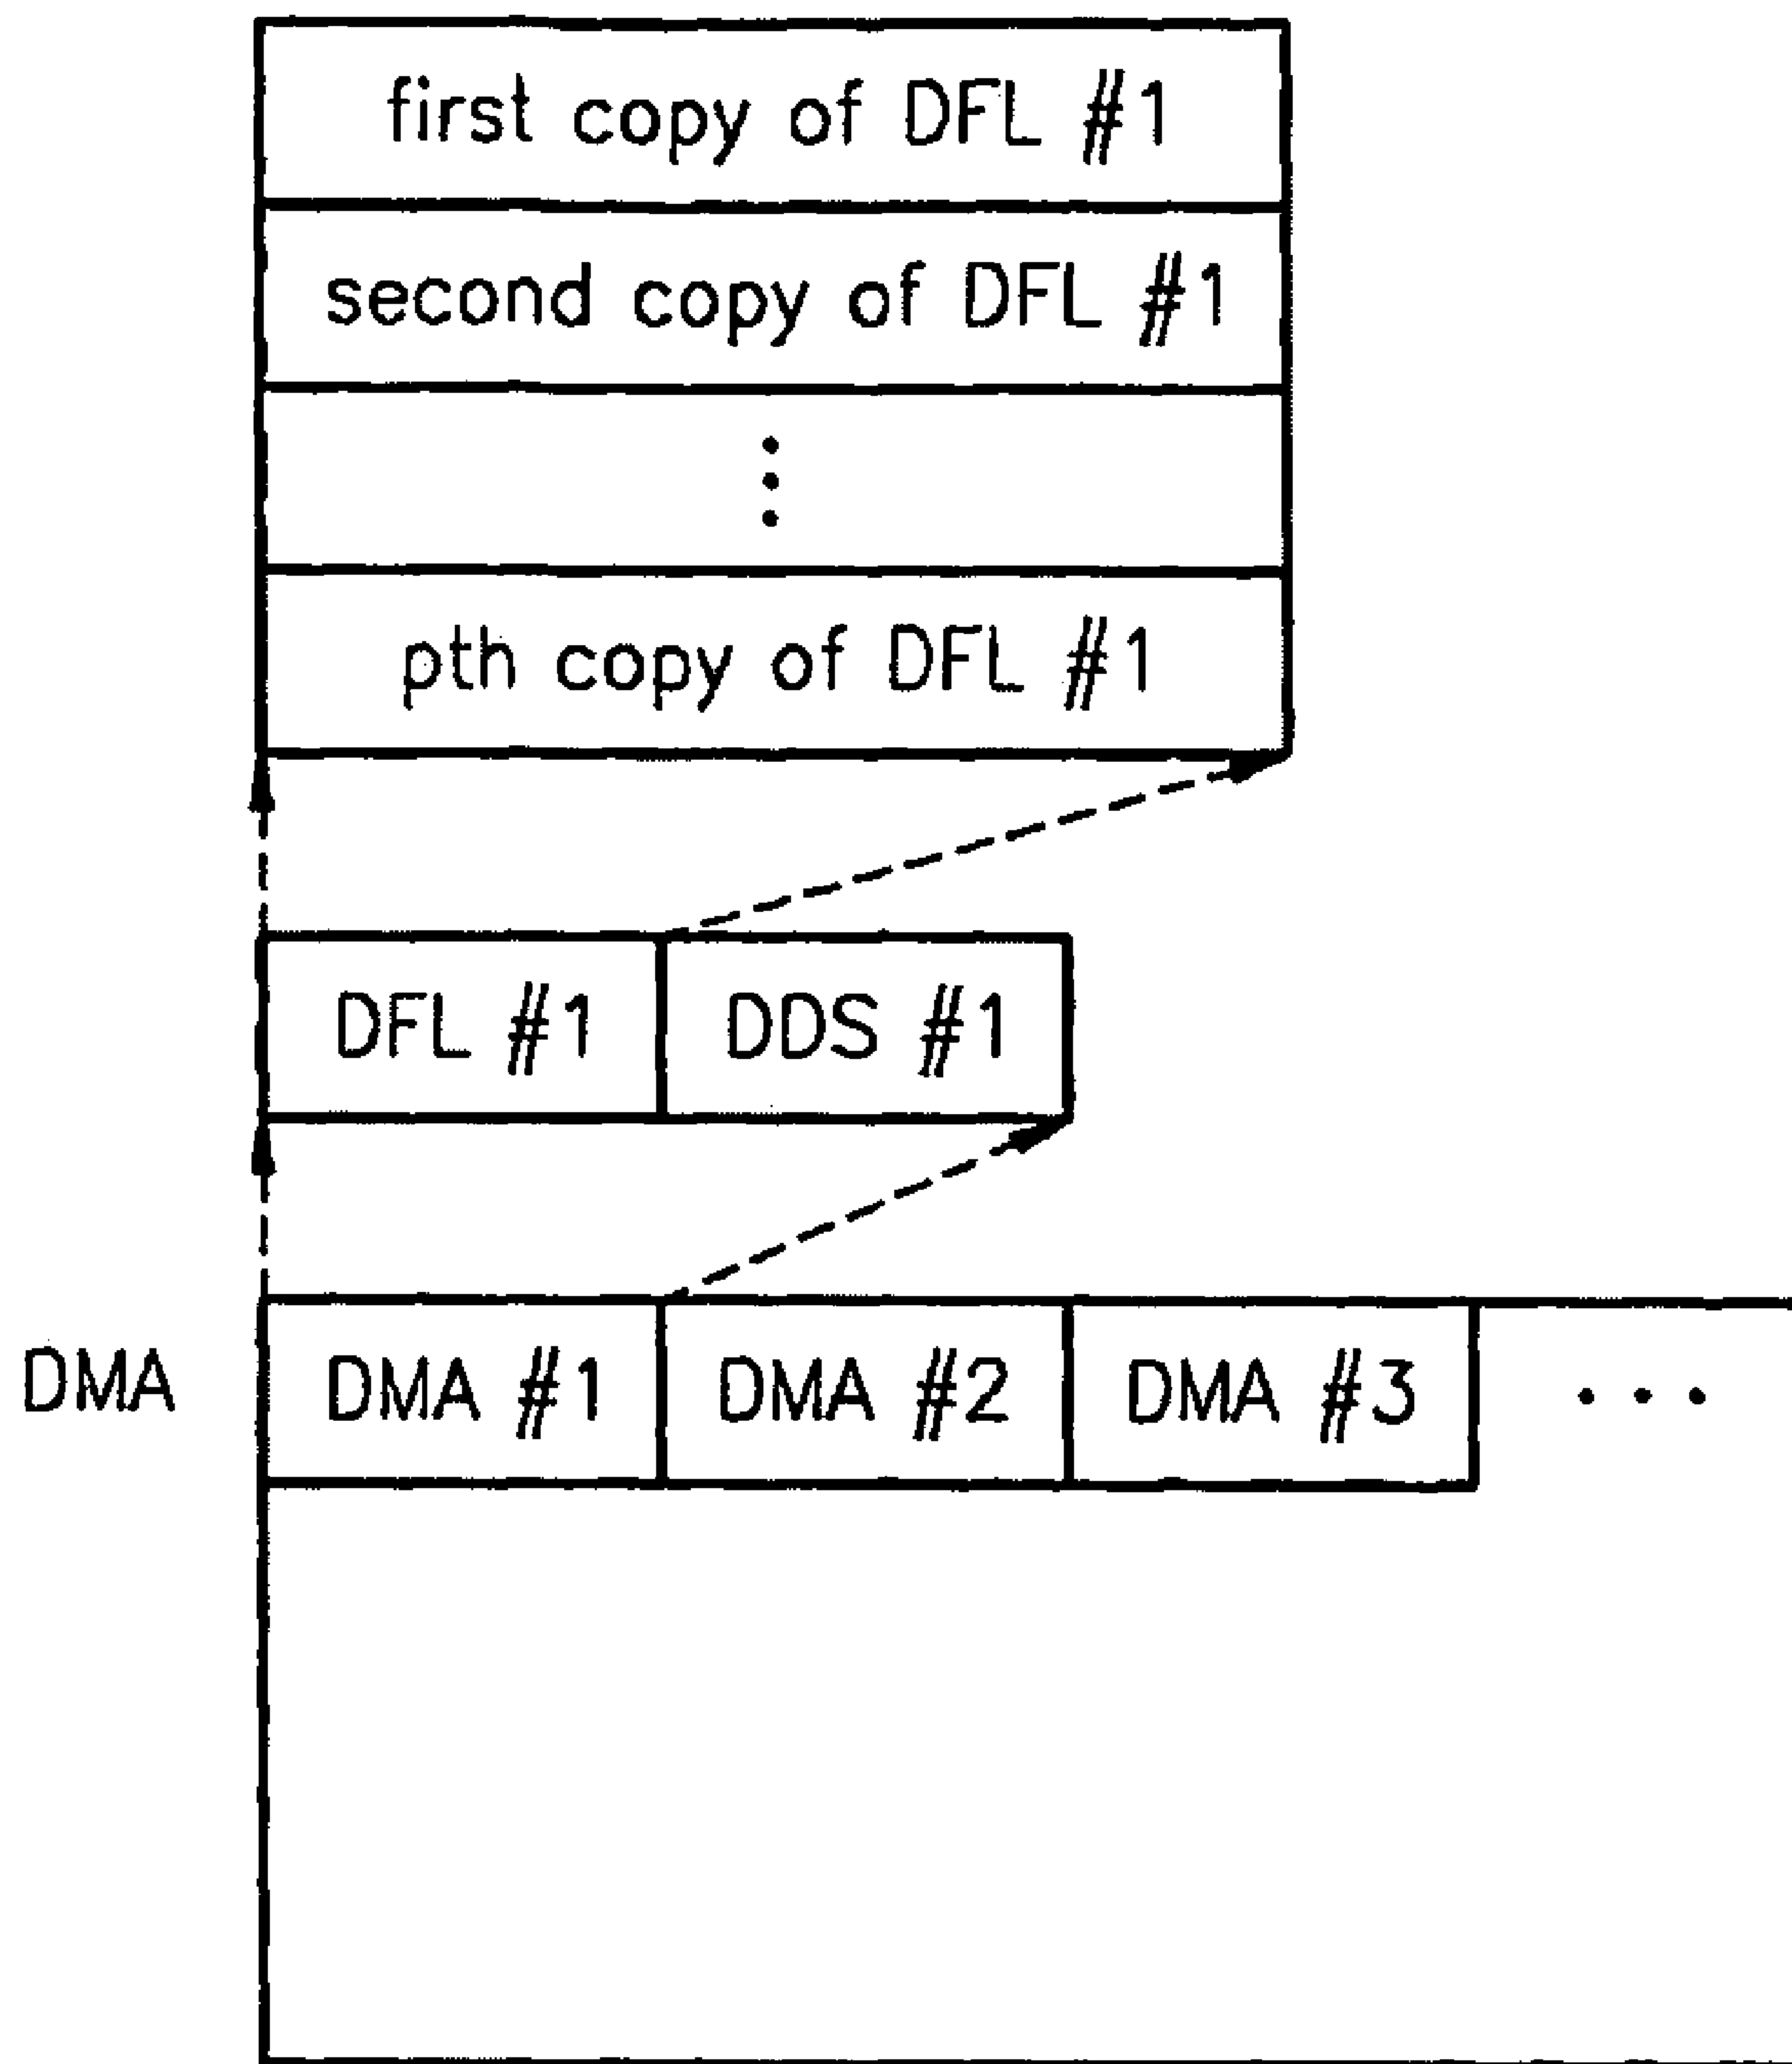 first copy of DFL #1
second copy of DFL #1
⋮
pth copy of DFL #1
DFL #1 DDS #1
DMA DMA #1 DMA #2 DMA #3 ...